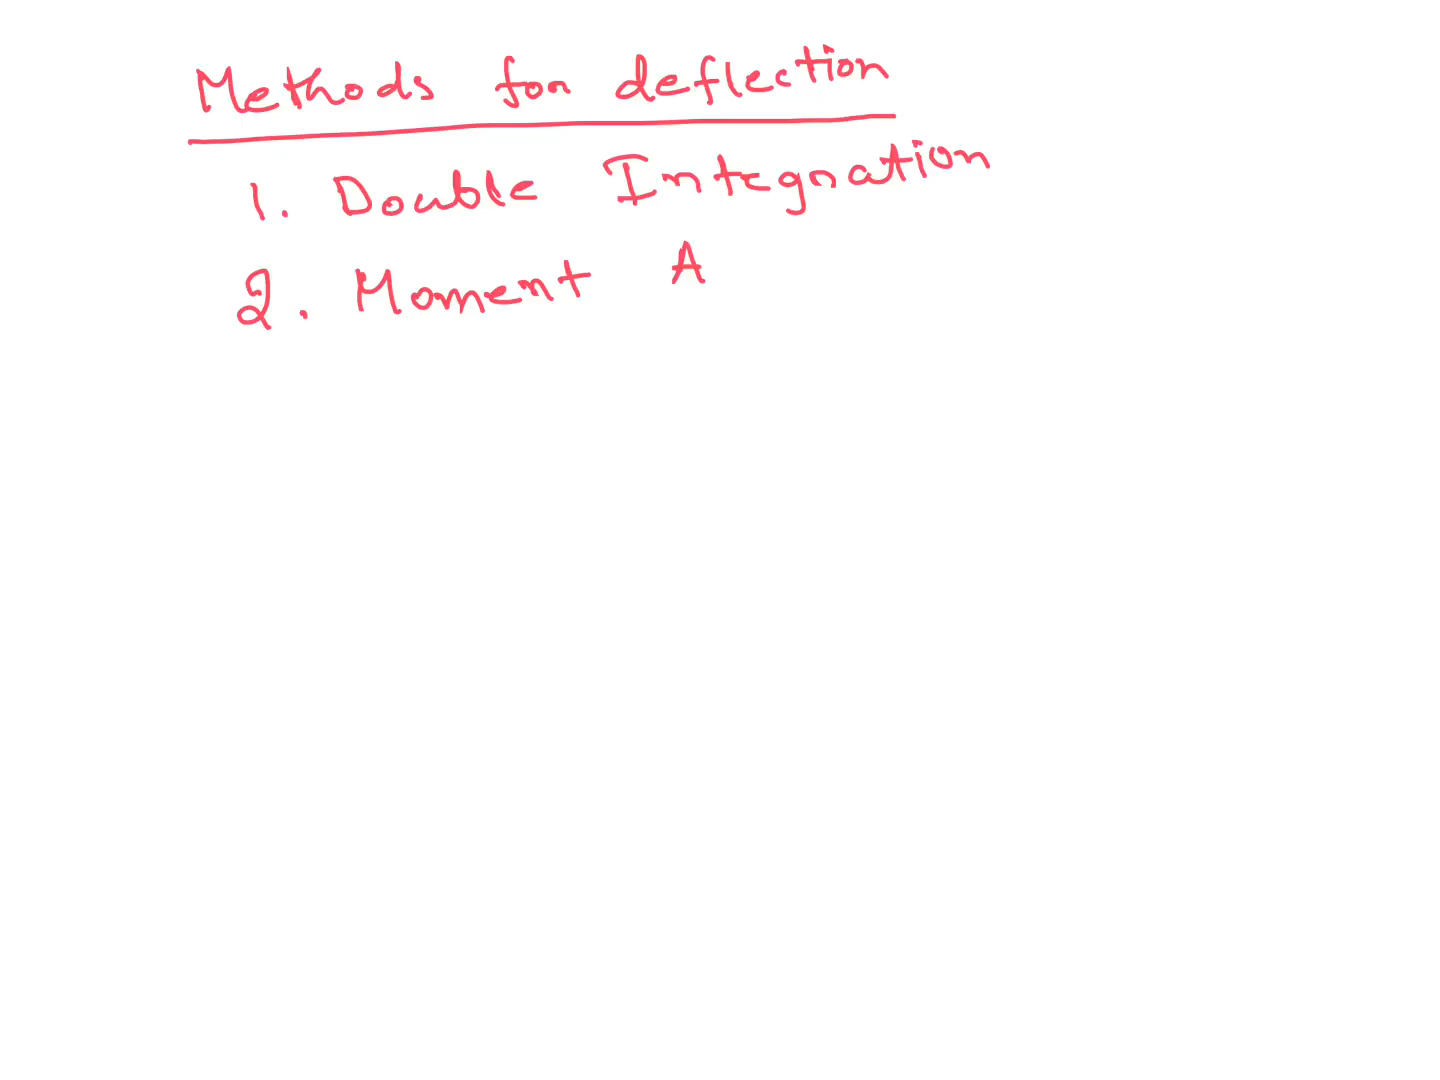 Methods for deflection
1. Double Integration
2. Moment A